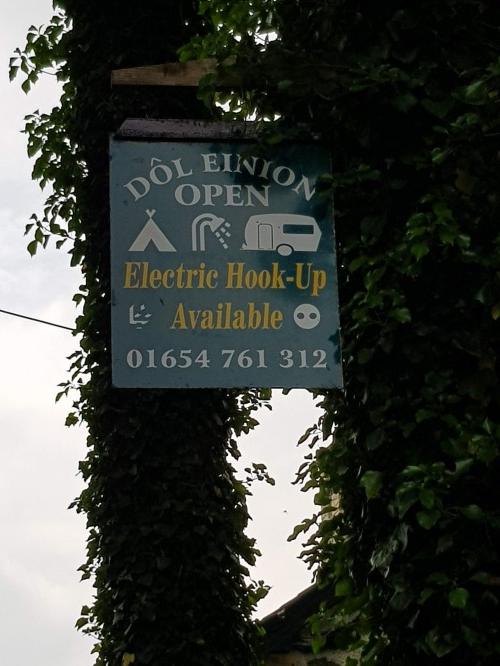 DÔL EINION
OPEN
Electric Hook-Up
Available
01654 761 312